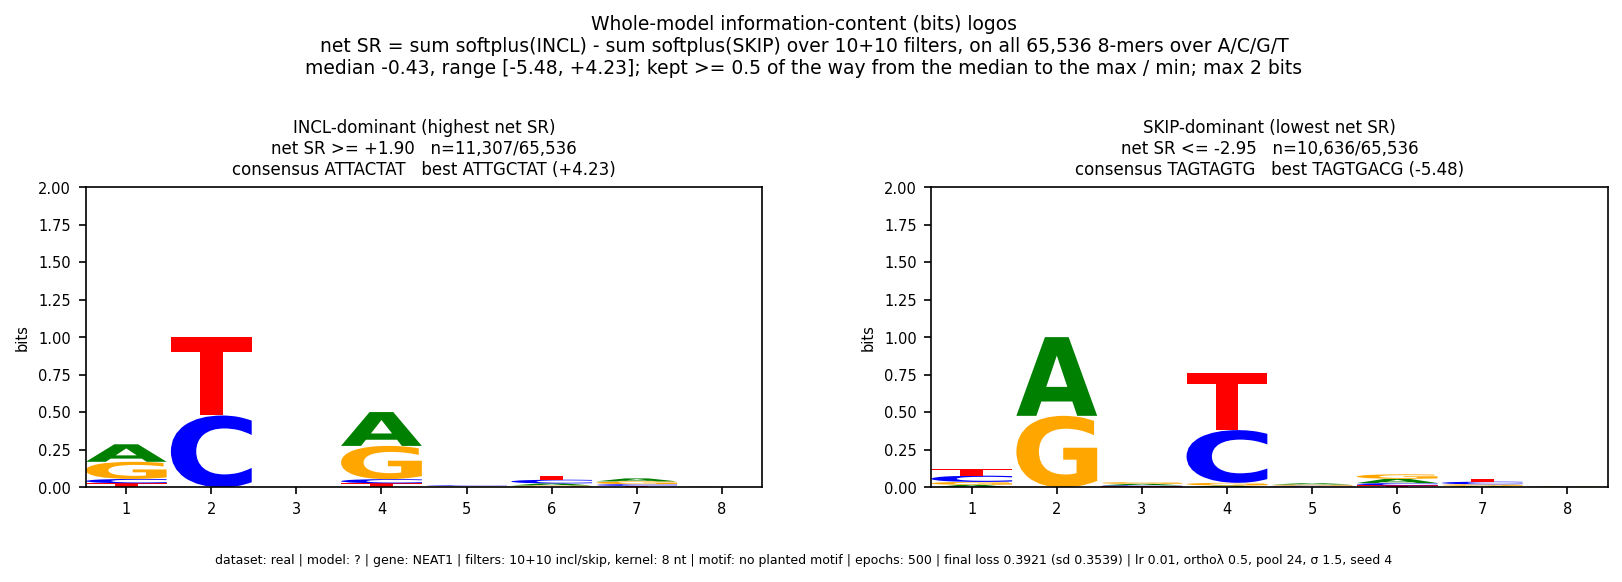 Whole-model information-content (bits) logos
net SR = sum softplus(INCL) - sum softplus(SKIP) over 10+10 filters, on all 65,536 8-mers over A/C/G/T
median -0.43, range [-5.48, +4.23]; kept >= 0.5 of the way from the median to the max / min; max 2 bits
INCL-dominant (highest net SR)
net SR >= +1.90   n=11,307/65,536
consensus ATTACTAT   best ATTGCTAT (+4.23)
2.00
1.75
1.50
1.25
1.00
0.75
0.50
0.25
0.00
bits
A
G
C
T
T
C
A
G
C
T
1 2 3 4 5 6 7 8
SKIP-dominant (lowest net SR)
net SR <= -2.95   n=10,636/65,536
consensus TAGTAGTG   best TAGTGACG (-5.48)
2.00
1.75
1.50
1.25
1.00
0.75
0.50
0.25
0.00
bits
T
C
G
A
G
T
C
1 2 3 4 5 6 7 8
dataset: real | model: ? | gene: NEAT1 | filters: 10+10 incl/skip, kernel: 8 nt | motif: no planted motif | epochs: 500 | final loss 0.3921 (sd 0.3539) | lr 0.01, orthoλ 0.5, pool 24, σ 1.5, seed 4